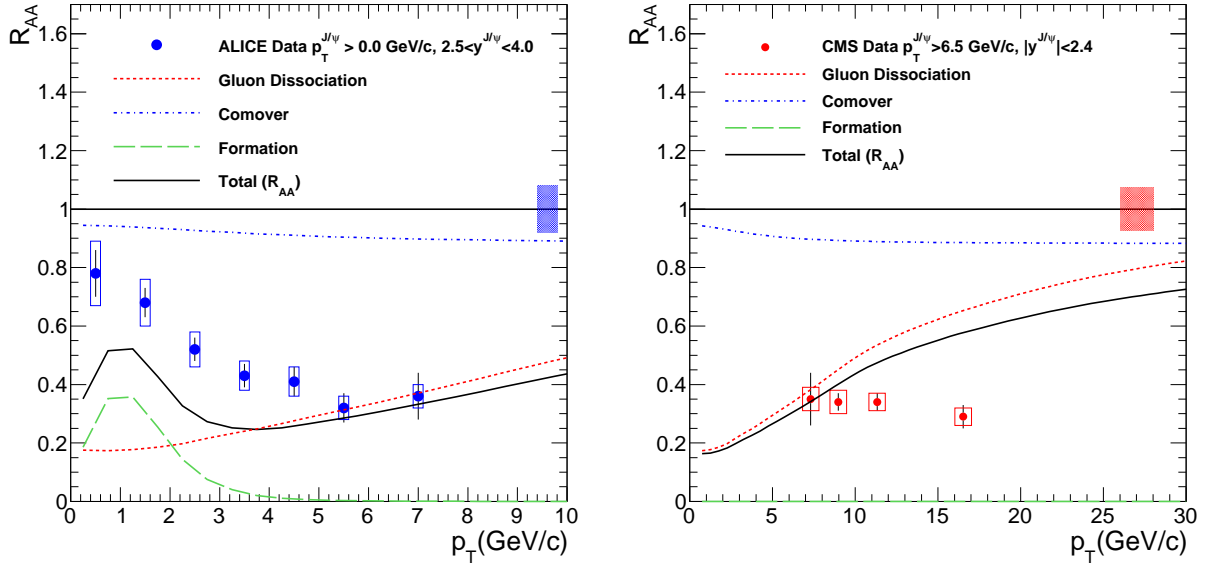 R_AA
1.6
1.4
1.2
1
0.8
0.6
0.4
0.2
0
ALICE Data p_T^{J/ψ} > 0.0 GeV/c, 2.5<y^{J/ψ}<4.0
Gluon Dissociation
Comover
Formation
Total (R_AA)
0 1 2 3 4 5 6 7 8 9 10
p_T(GeV/c)
R_AA
1.6
1.4
1.2
1
0.8
0.6
0.4
0.2
0
CMS Data p_T^{J/ψ}>6.5 GeV/c, |y^{J/ψ}|<2.4
Gluon Dissociation
Comover
Formation
Total (R_AA)
0 5 10 15 20 25 30
p_T(GeV/c)